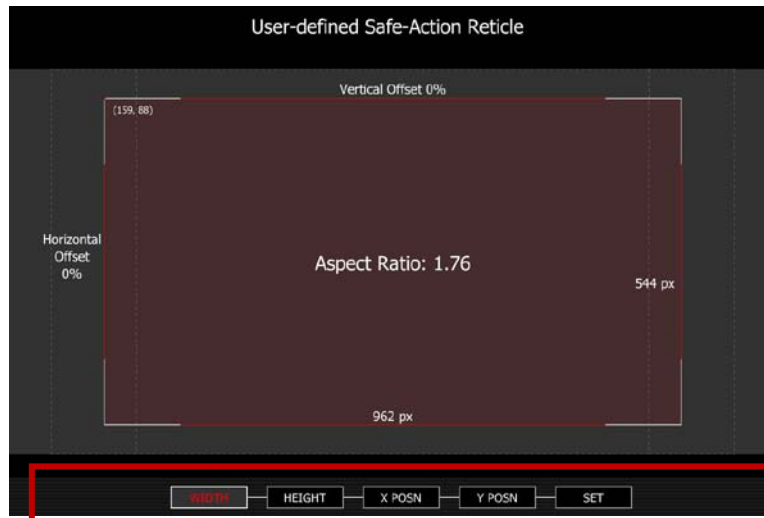 User-defined Safe-Action Reticle
Vertical Offset 0%
(159, 88)
Horizontal
Offset
0%
Aspect Ratio: 1.76
544 px
962 px
WIDTH HEIGHT X POSN Y POSN SET